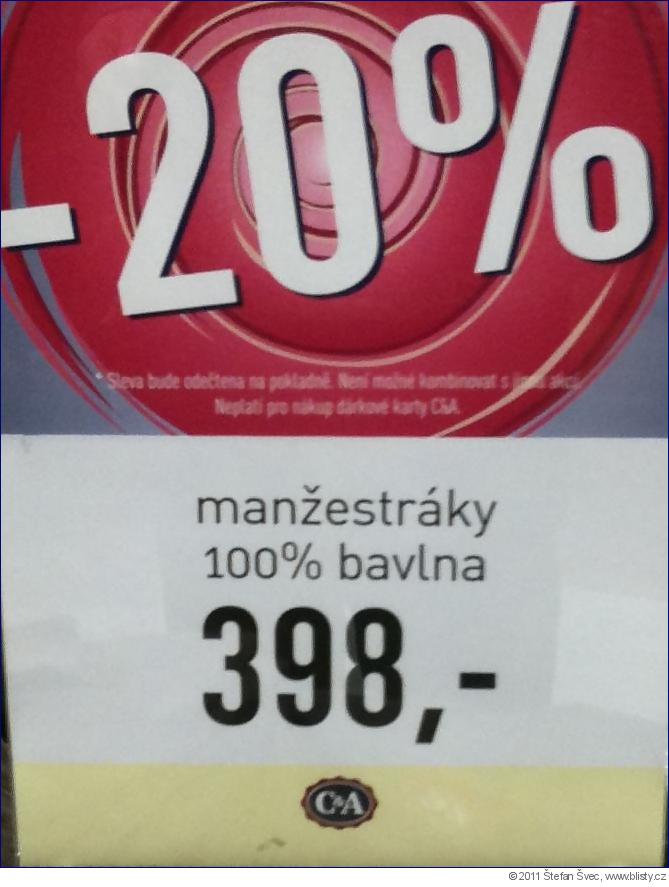 -20%
* Sleva bude odečtena na pokladně. Není možné kombinovat s jinou akcí.
Neplatí pro nákup dárkové karty C&A.
manžestráky
100% bavlna
398,-
C&A
© 2011 Štefan Švec, www.blisty.cz